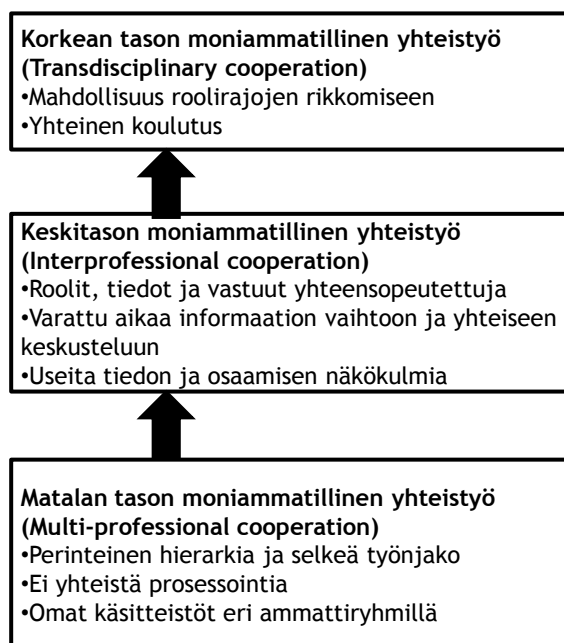 Korkean tason moniammatillinen yhteistyö
(Transdisciplinary cooperation)
•Mahdollisuus roolirajojen rikkomiseen
•Yhteinen koulutus
Keskitason moniammatillinen yhteistyö
(Interprofessional cooperation)
•Roolit, tiedot ja vastuut yhteensopeutettuja
•Varattu aikaa informaation vaihtoon ja yhteiseen
keskusteluun
•Useita tiedon ja osaamisen näkökulmia
Matalan tason moniammatillinen yhteistyö
(Multi-professional cooperation)
•Perinteinen hierarkia ja selkeä työnjako
•Ei yhteistä prosessointia
•Omat käsitteistöt eri ammattiryhmillä